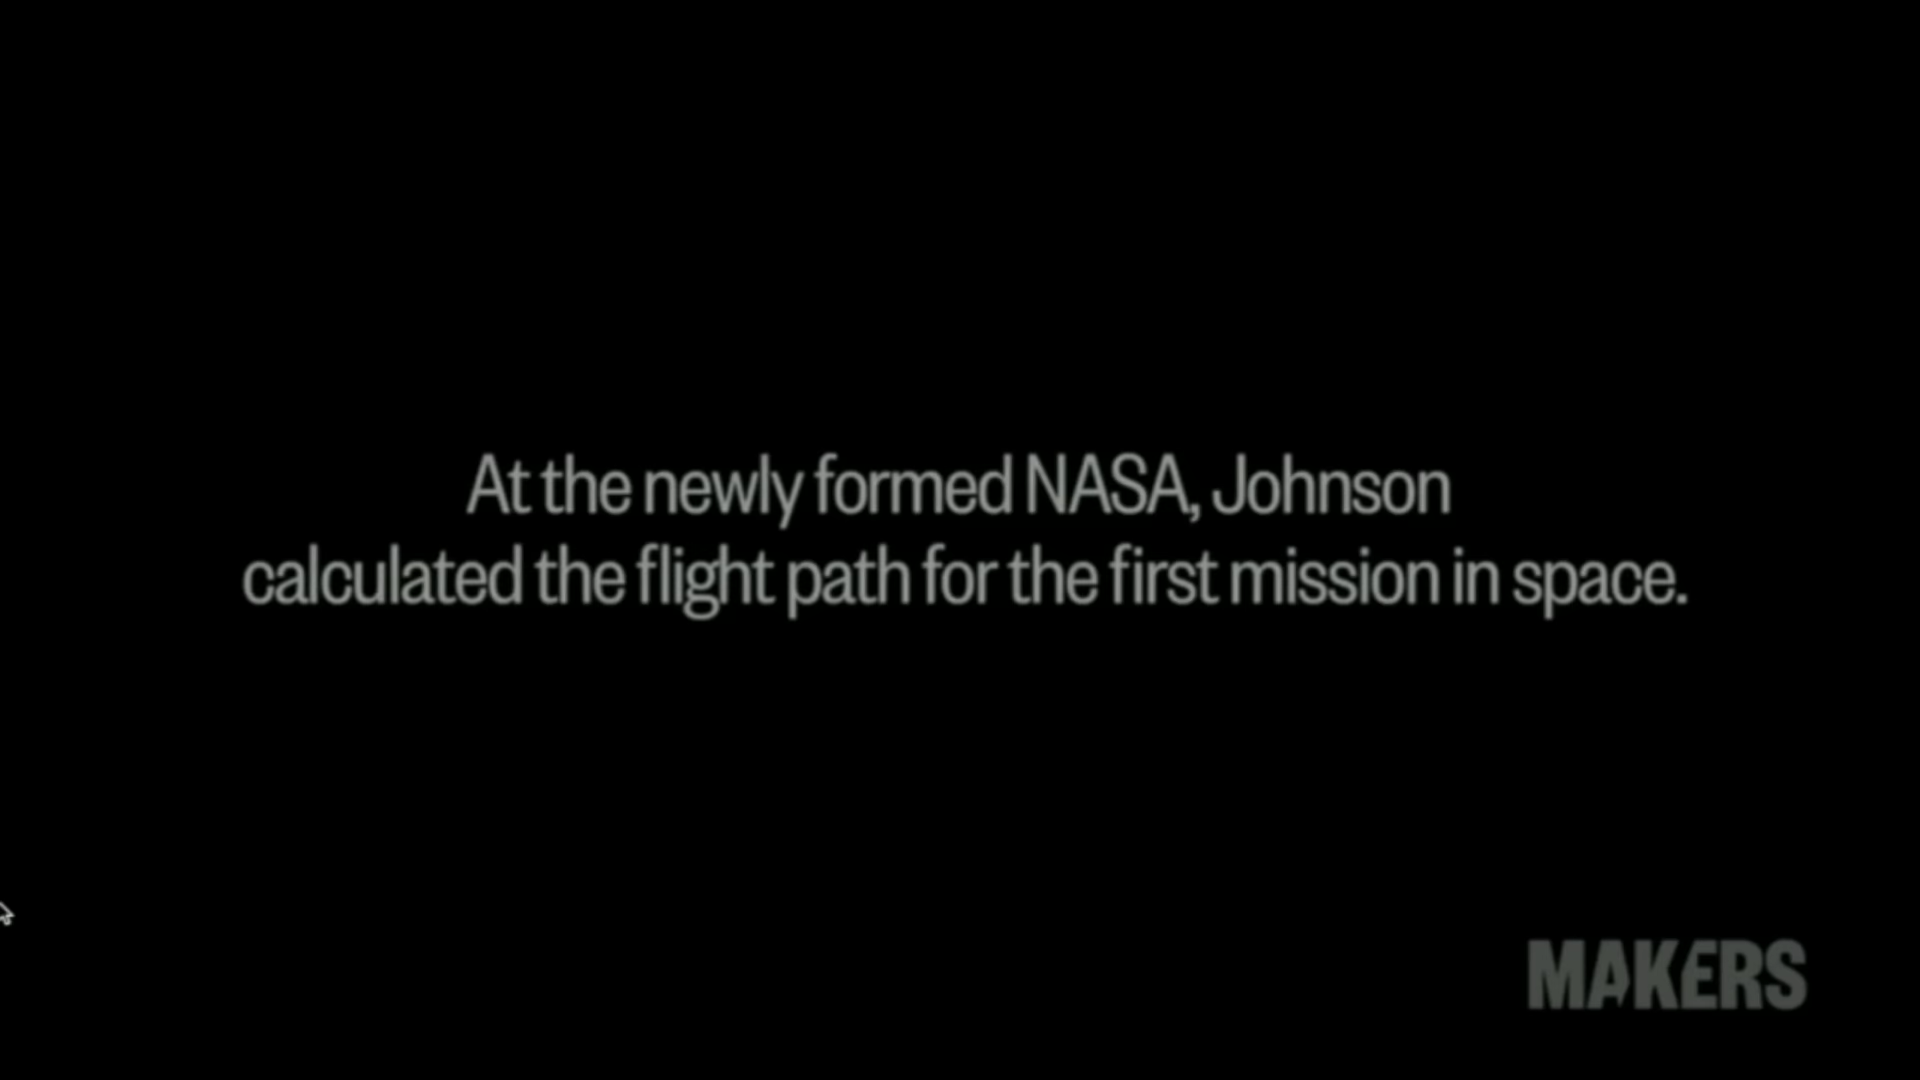 At the newly formed NASA, Johnson
calculated the flight path for the first mission in space.
MAKERS